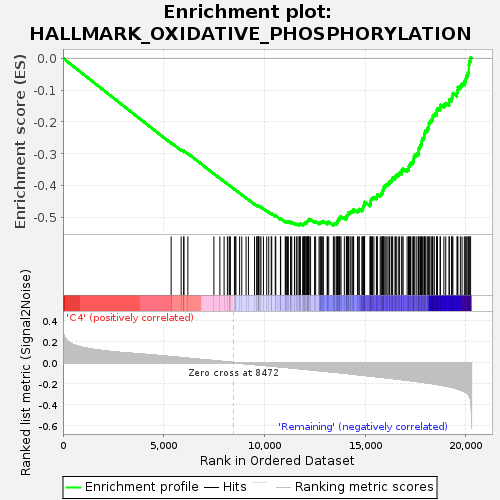 Enrichment plot:
HALLMARK_OXIDATIVE_PHOSPHORYLATION
Enrichment score (ES)
0.0
-0.1
-0.2
-0.3
-0.4
-0.5
'C4' (positively correlated)
Ranked list metric (Signal2Noise)
0.4
0.2
0.0
-0.2
-0.4
-0.6
Zero cross at 8472
'Remaining' (negatively correlated)
0
5,000
10,000
15,000
20,000
Rank in Ordered Dataset
Enrichment profile
Hits
Ranking metric scores